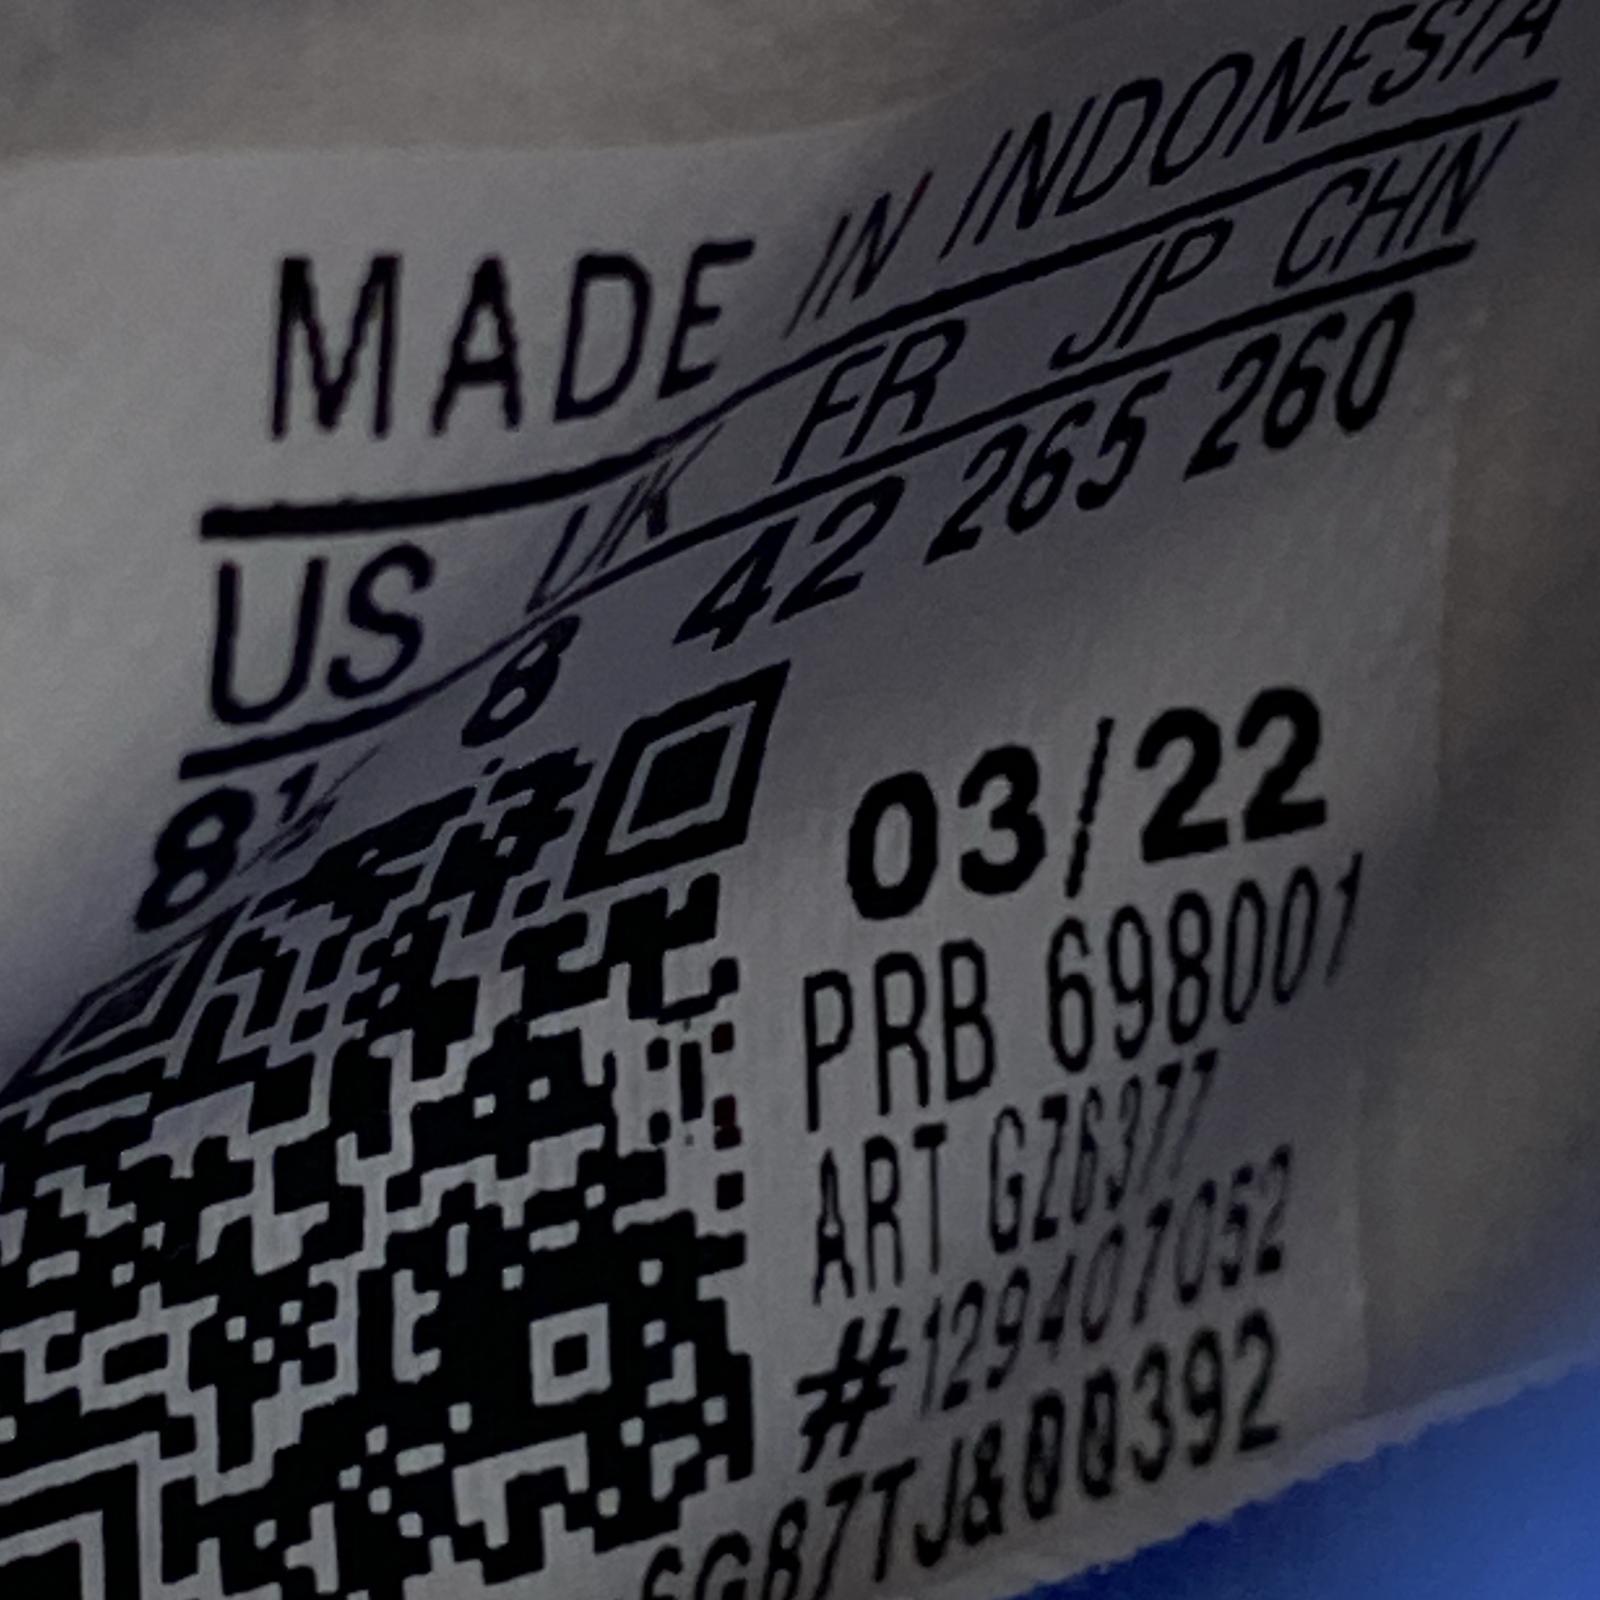 MADE IN INDONESIA
US UK FR JP CHN
8½ 8 42 265 260
03/22
PRB 698001
ART GZ6377
#129407052